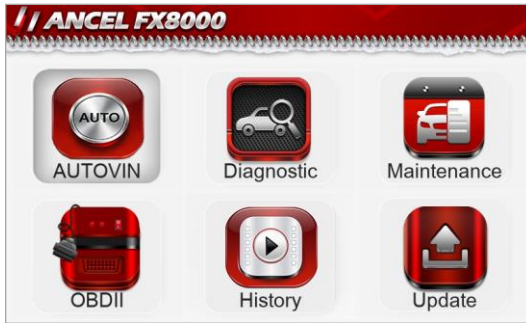 ANCEL FX8000
AUTO
AUTOVIN
Diagnostic
Maintenance
OBDII
History
Update